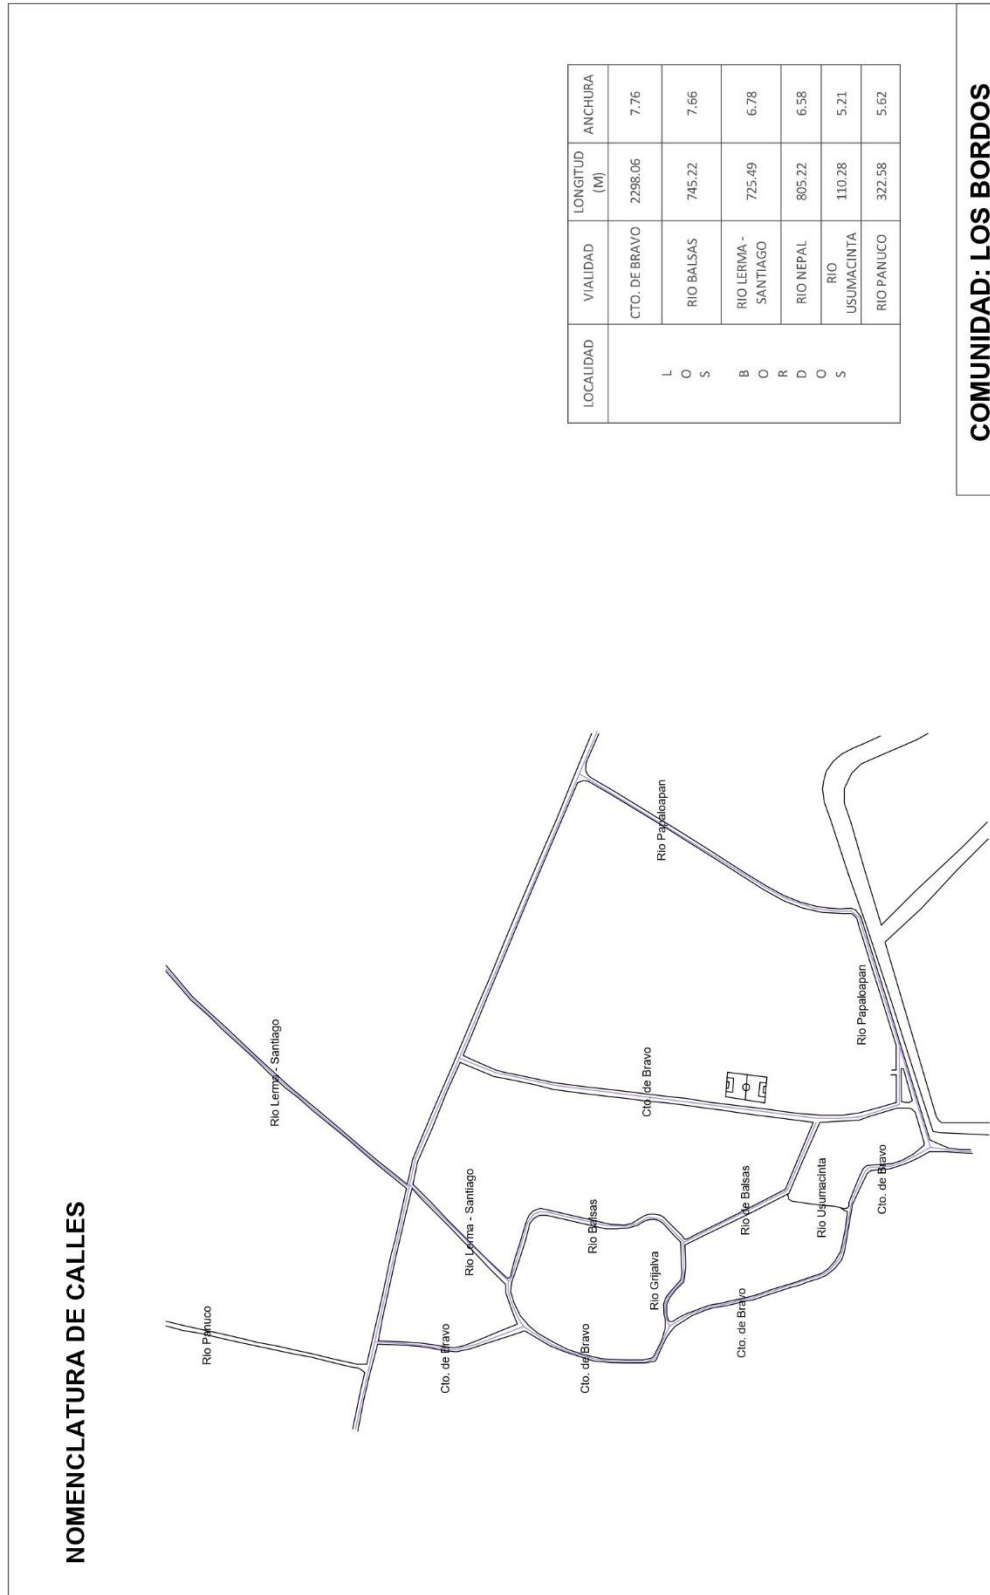 NOMENCLATURA DE CALLES
Rio Panuco
Rio Lerma - Santiago
Cto. de Bravo
Rio Lerma - Santiago
Cto. de Bravo
Rio Balsas
Cto. de Bravo
Rio Grijalva
Rio Papaloapan
Cto. de Bravo
Rio de Balsas
Rio Usumacinta
Rio Papaloapan
Cto. de Bravo
LOCALIDAD VIALIDAD LONGITUD (M) ANCHURA
LOS BORDOS
CTO. DE BRAVO 2298.06 7.76
RIO BALSAS 745.22 7.66
RIO LERMA - SANTIAGO 725.49 6.78
RIO NEPAL 805.22 6.58
RIO USUMACINTA 110.28 5.21
RIO PANUCO 322.58 5.62
COMUNIDAD: LOS BORDOS